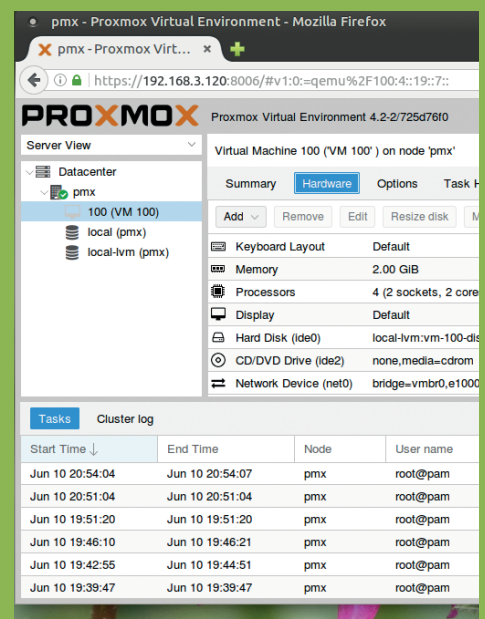 pmx - Proxmox Virtual Environment - Mozilla Firefox
pmx - Proxmox Virt... ×
https://192.168.3.120:8006/#v1:0:=qemu%2F100:4::19::7::
PROXMOX Proxmox Virtual Environment 4.2-2/725d76f0
Server View
Virtual Machine 100 ('VM 100' ) on node 'pmx'
Datacenter
pmx
100 (VM 100)
local (pmx)
local-lvm (pmx)
Summary Hardware Options Task H
Add Remove Edit Resize disk M
Keyboard Layout Default
Memory 2.00 GiB
Processors 4 (2 sockets, 2 core
Display Default
Hard Disk (ide0) local-lvm:vm-100-dis
CD/DVD Drive (ide2) none,media=cdrom
Network Device (net0) bridge=vmbr0,e1000
Tasks Cluster log
Start Time ↓ End Time Node User name
Jun 10 20:54:04 Jun 10 20:54:07 pmx root@pam
Jun 10 20:51:04 Jun 10 20:51:04 pmx root@pam
Jun 10 19:51:20 Jun 10 19:51:20 pmx root@pam
Jun 10 19:46:10 Jun 10 19:46:21 pmx root@pam
Jun 10 19:42:55 Jun 10 19:44:51 pmx root@pam
Jun 10 19:39:47 Jun 10 19:39:47 pmx root@pam